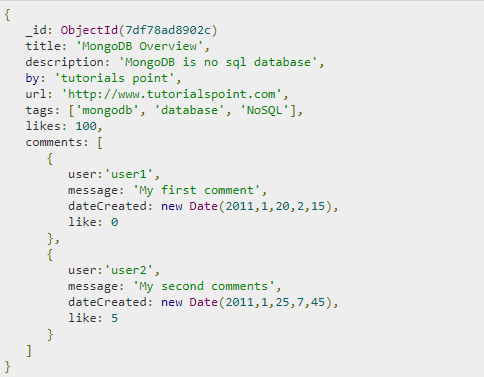 {
   _id: ObjectId(7df78ad8902c)
   title: 'MongoDB Overview',
   description: 'MongoDB is no sql database',
   by: 'tutorials point',
   url: 'http://www.tutorialspoint.com',
   tags: ['mongodb', 'database', 'NoSQL'],
   likes: 100,
   comments: [
      {
         user:'user1',
         message: 'My first comment',
         dateCreated: new Date(2011,1,20,2,15),
         like: 0
      },
      {
         user:'user2',
         message: 'My second comments',
         dateCreated: new Date(2011,1,25,7,45),
         like: 5
      }
   ]
}